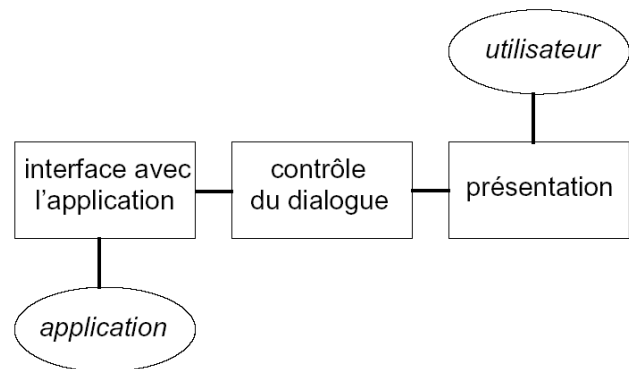 utilisateur
interface avec
l'application
contrôle
du dialogue
présentation
application